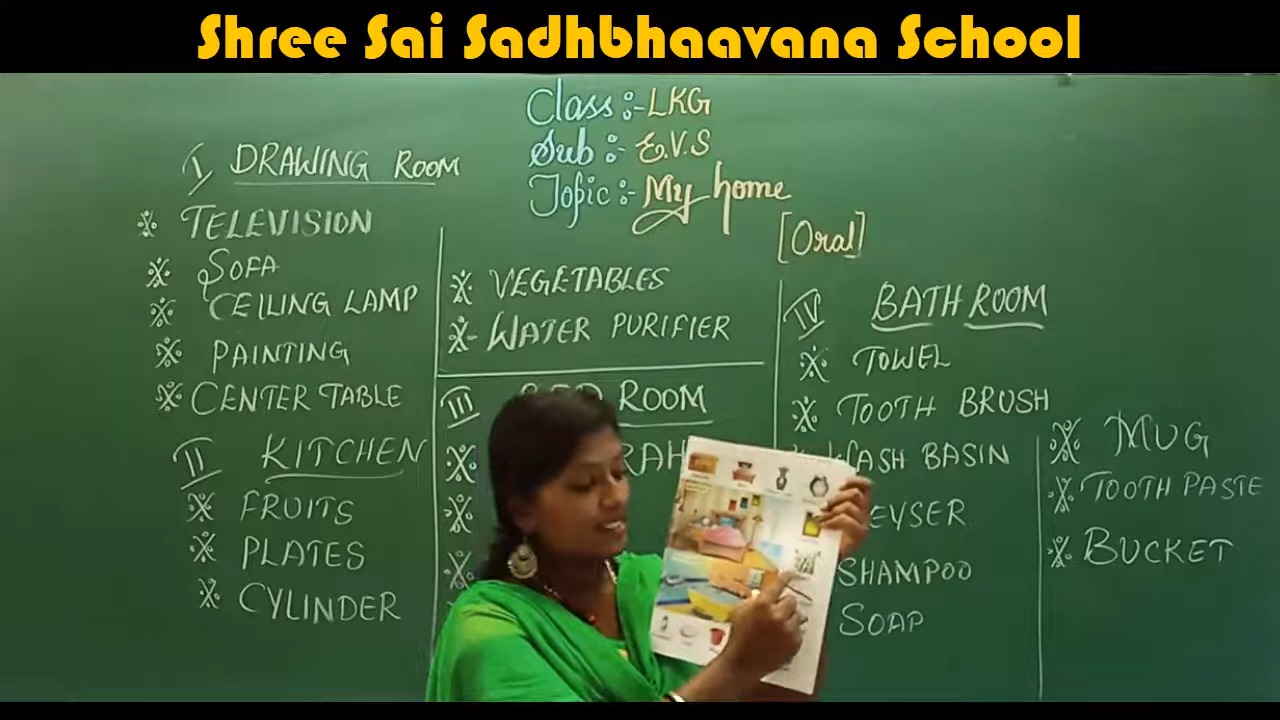 Shree Sai Sadhbhaavana School
Class:- LKG
Sub:- E.V.S
Topic:- My home
[Oral]
I DRAWING ROOM
TELEVISION
SOFA
CEILING LAMP
PAINTING
CENTER TABLE
II KITCHEN
FRUITS
PLATES
CYLINDER
VEGETABLES
WATER PURIFIER
III ROOM
IV BATH ROOM
TOWEL
TOOTH BRUSH
BASIN
SHAMPOO
SOAP
MUG
TOOTH PASTE
BUCKET